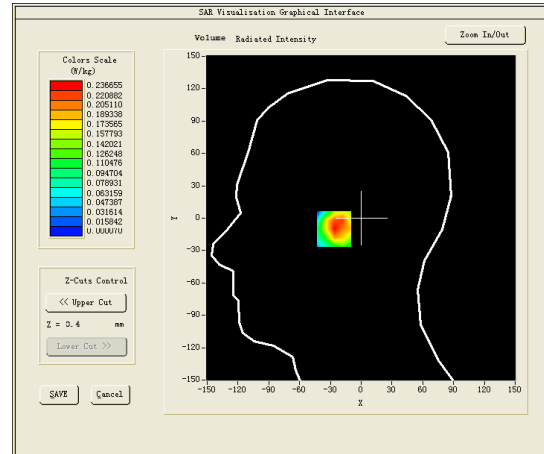 SAR Visualisation Graphical Interface
Volume Radiated Intensity
Zoom In/Out
Colors Scale
(W/kg)
0.236655
0.220882
0.205110
0.189338
0.173565
0.157793
0.142021
0.126248
0.110476
0.094704
0.078931
0.063159
0.047387
0.031614
0.015842
0.000070
Z-Cuts Control
<< Upper Cut
Z = 0.4 mm
Lower Cut >>
SAVE Cancel
150
120
90
60
30
0
-30
-60
-90
-120
-150
Y
-150 -120 -90 -60 -30 0 30 60 90 120 150
X